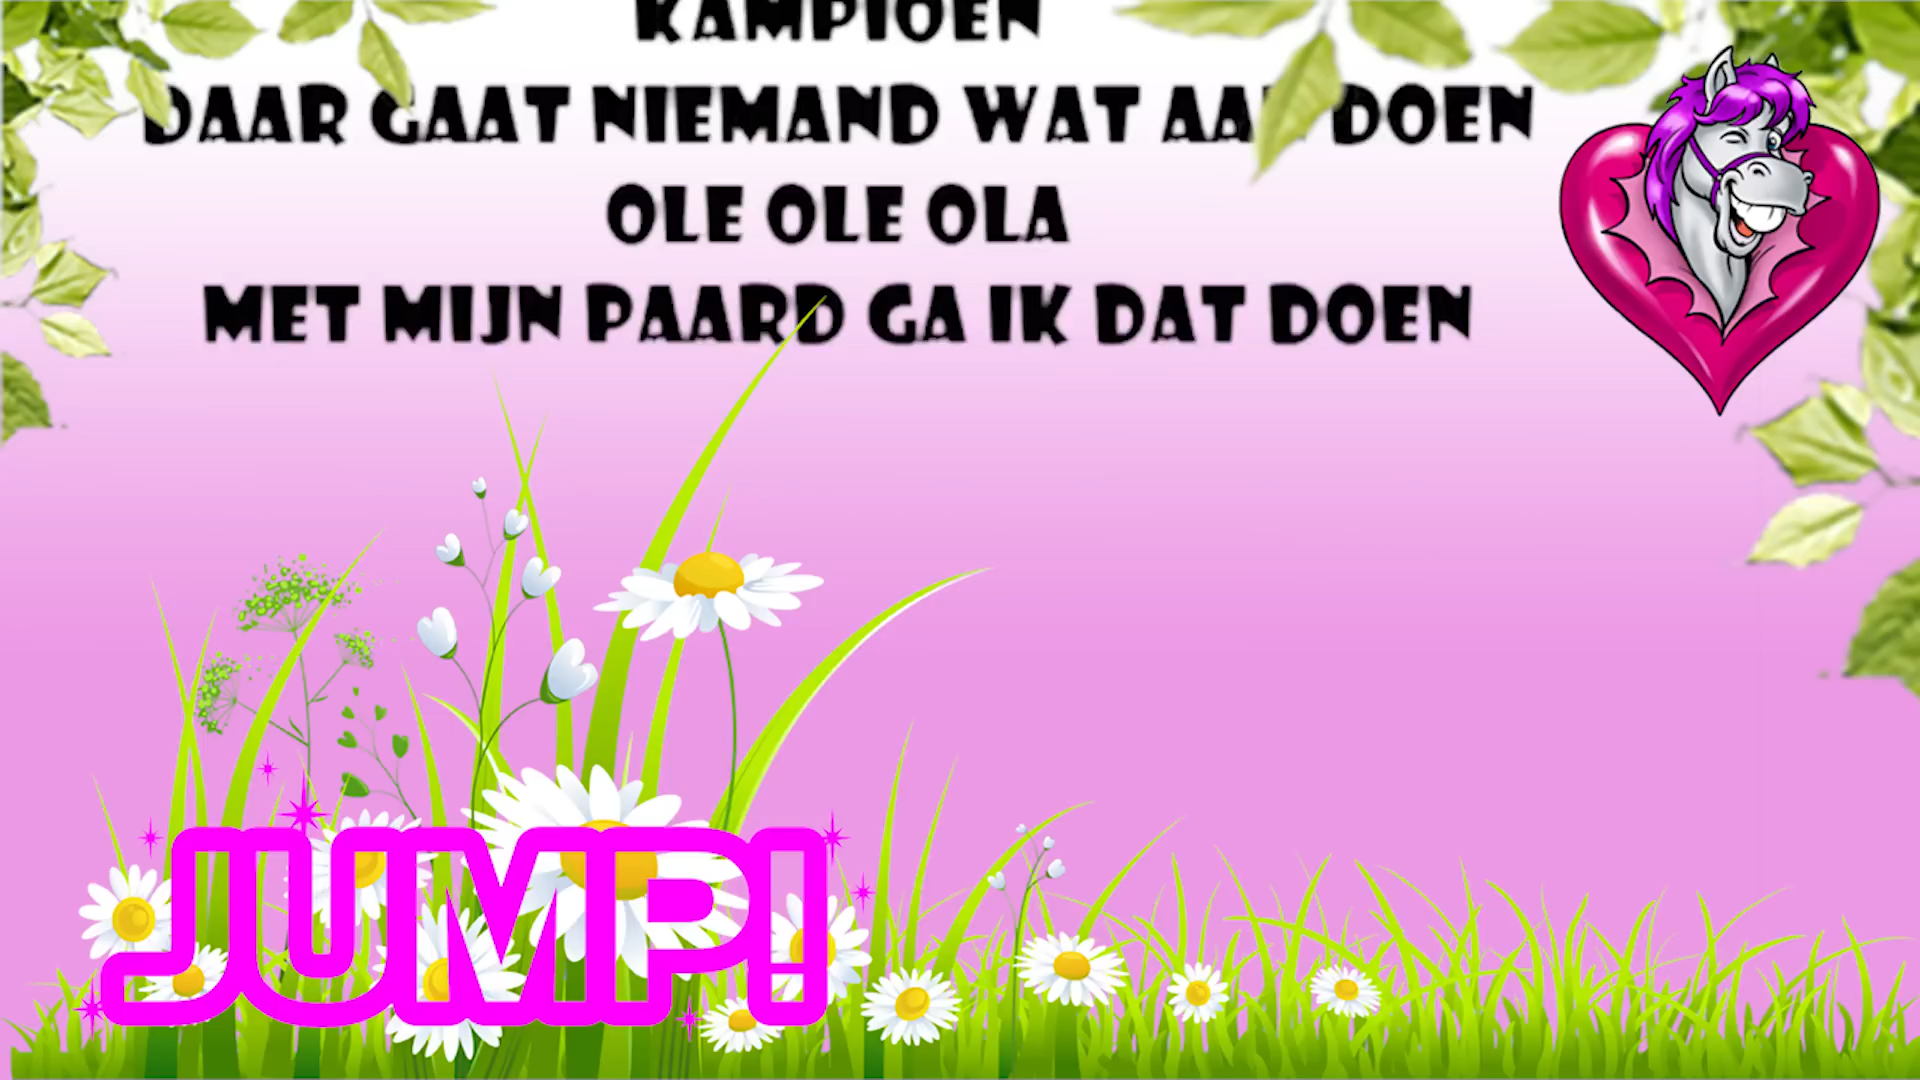 KAMPIOEN
DAAR GAAT NIEMAND WAT AAN DOEN
OLE OLE OLA
MET MIJN PAARD GA IK DAT DOEN
JUMP!